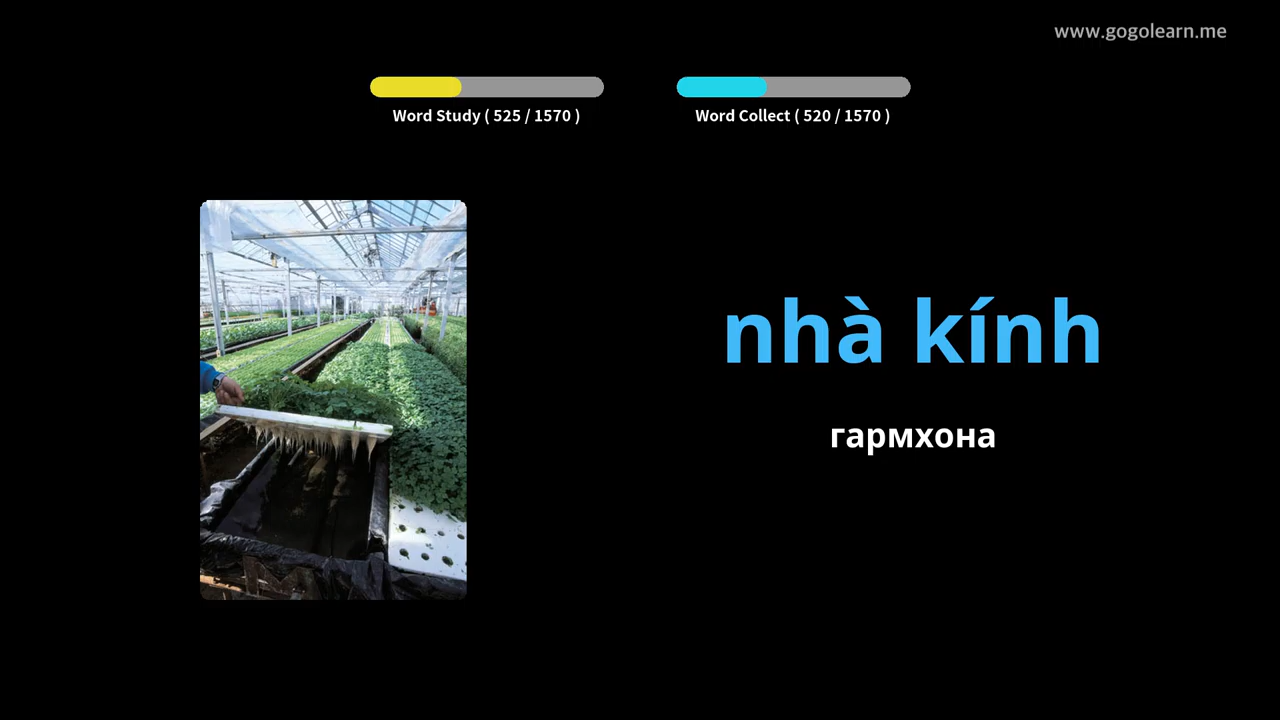 www.gogolearn.me
Word Study ( 525 / 1570 )
Word Collect ( 520 / 1570 )
nhà kính
гармхона